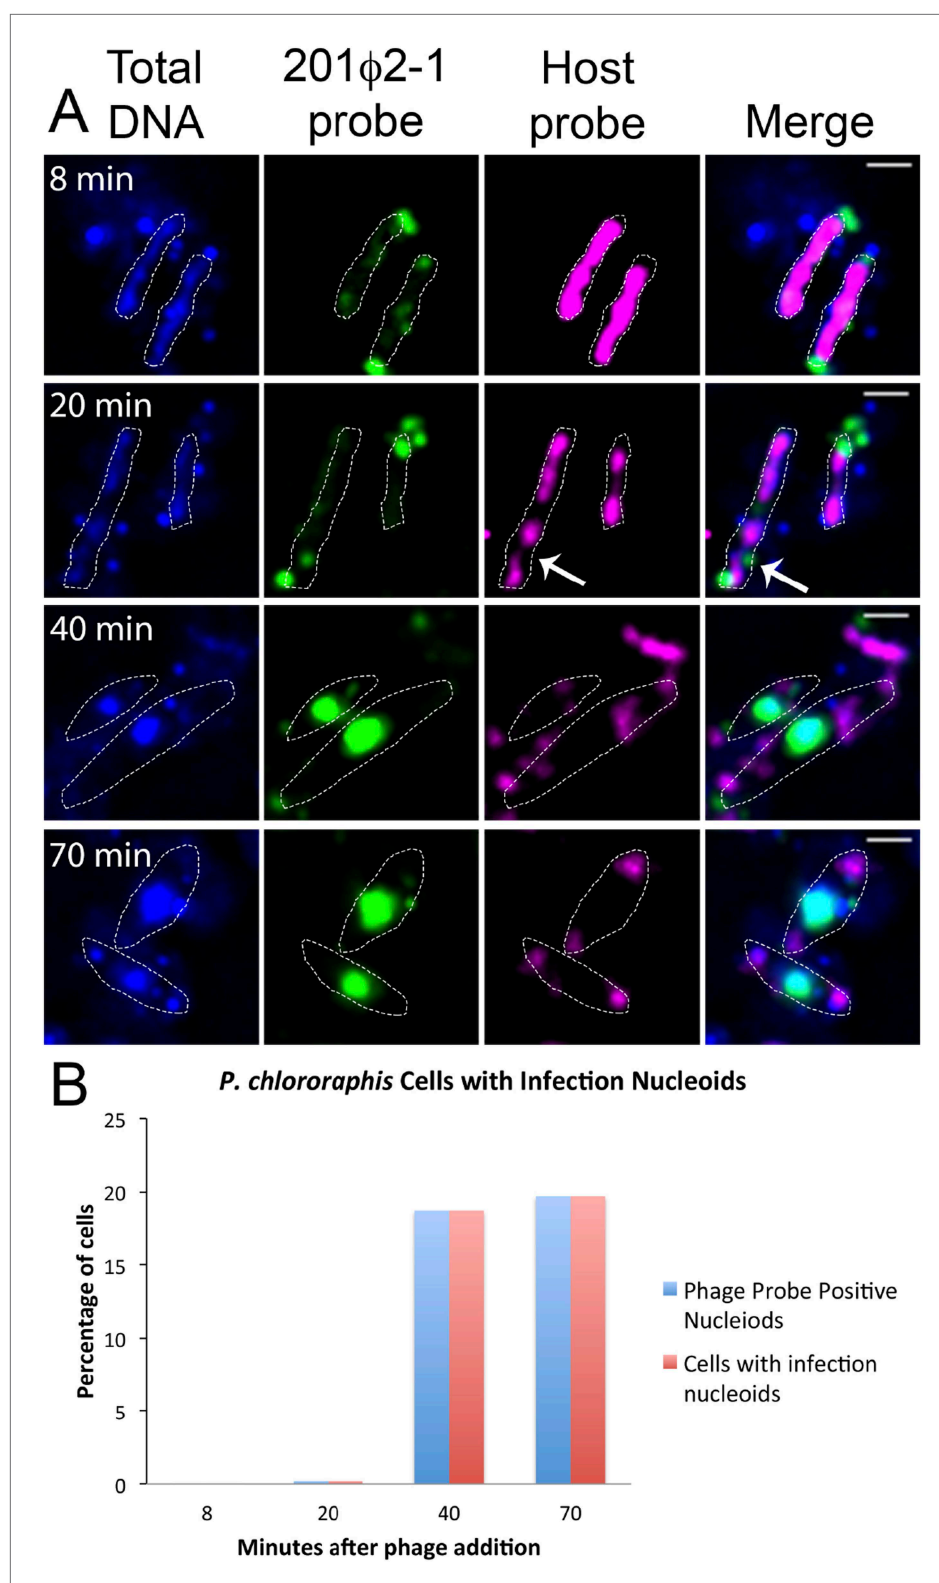 A
Total
DNA
201ϕ2-1
probe
Host
probe
Merge
8 min
20 min
40 min
70 min
B
P. chlororaphis Cells with Infection Nucleoids
25
20
15
10
5
0
Percentage of cells
8 20 40 70
Minutes after phage addition
Phage Probe Positive
Nucleiods
Cells with infection
nucleoids